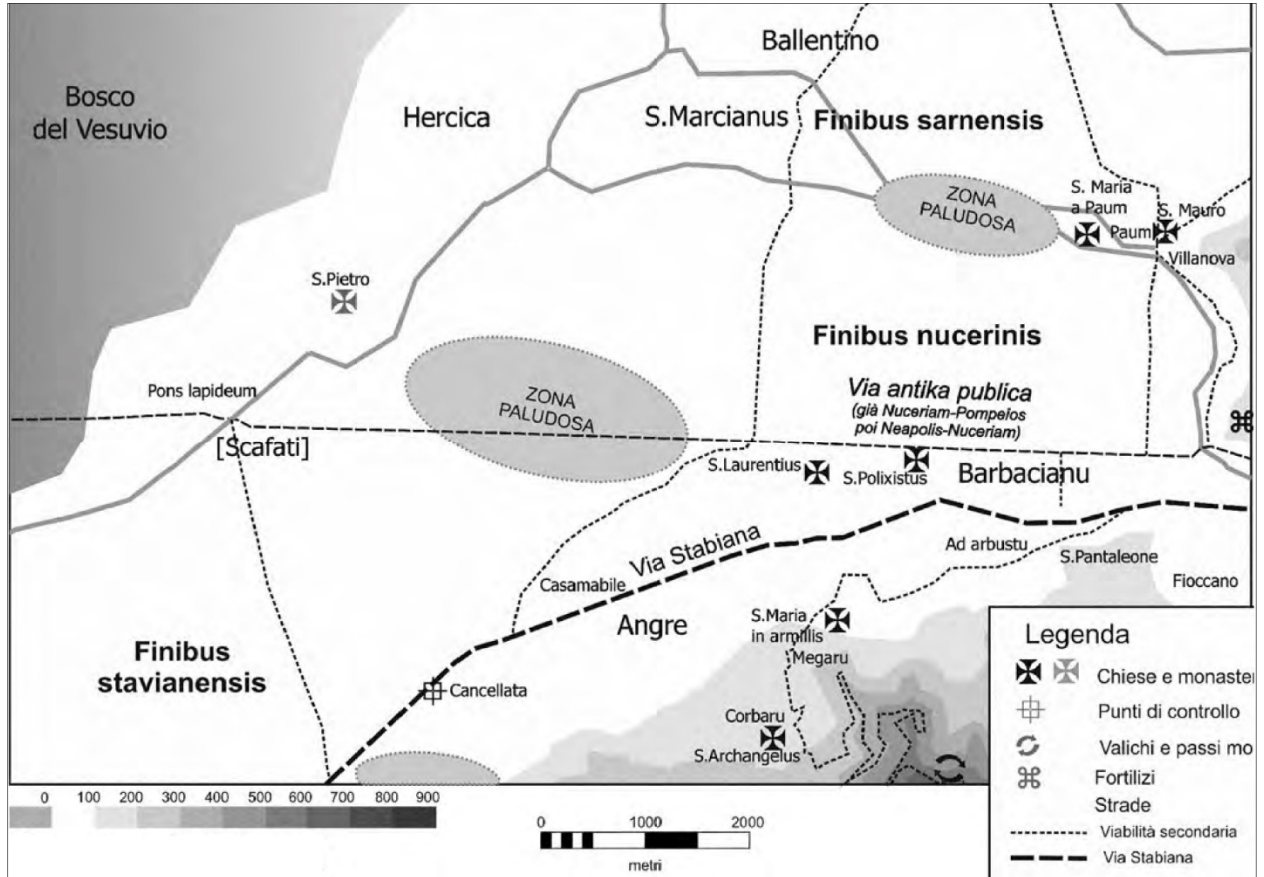 Ballentino
Bosco
del Vesuvio
Hercica
S.Marcianus
Finibus sarnensis
ZONA
PALUDOSA
S. Maria
a Paum
Paum
S. Mauro
Villanova
S.Pietro
Finibus nucerinis
Pons lapideum
[Scafati]
ZONA
PALUDOSA
Via antika publica
(già Nuceriam-Pompeios
poi Neapolis-Nuceriam)
S.Laurentius
S.Polixistus
Barbacianu
Via Stabiana
Ad arbustu
S.Pantaleone
Fioccano
Casamabile
Angre
S.Maria
in armillis
Megaru
Finibus
stavianensis
Cancellata
Corbaru
S.Archangelus
Legenda
Chiese e monaster
Punti di controllo
Valichi e passi mo
Fortilizi
Strade
Viabilità secondaria
Via Stabiana
0 100 200 300 400 500 600 700 800 900
0 1000 2000
metri